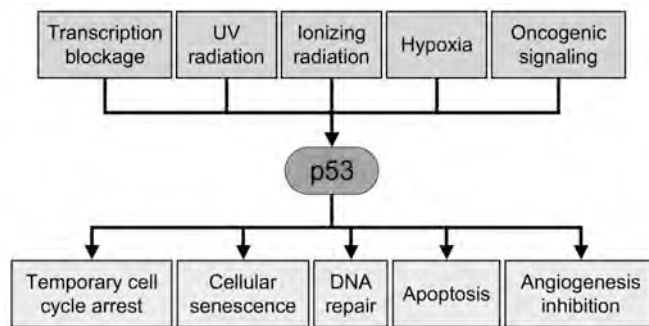 Transcription
blockage
UV
radiation
Ionizing
radiation
Hypoxia
Oncogenic
signaling
p53
Temporary cell
cycle arrest
Cellular
senescence
DNA
repair
Apoptosis
Angiogenesis
inhibition